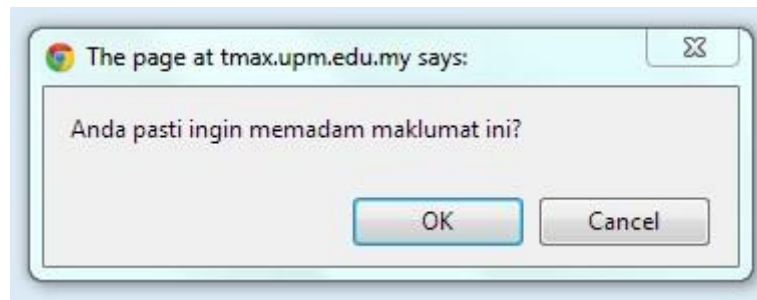 The page at tmax.upm.edu.my says:
Anda pasti ingin memadam maklumat ini?
OK Cancel